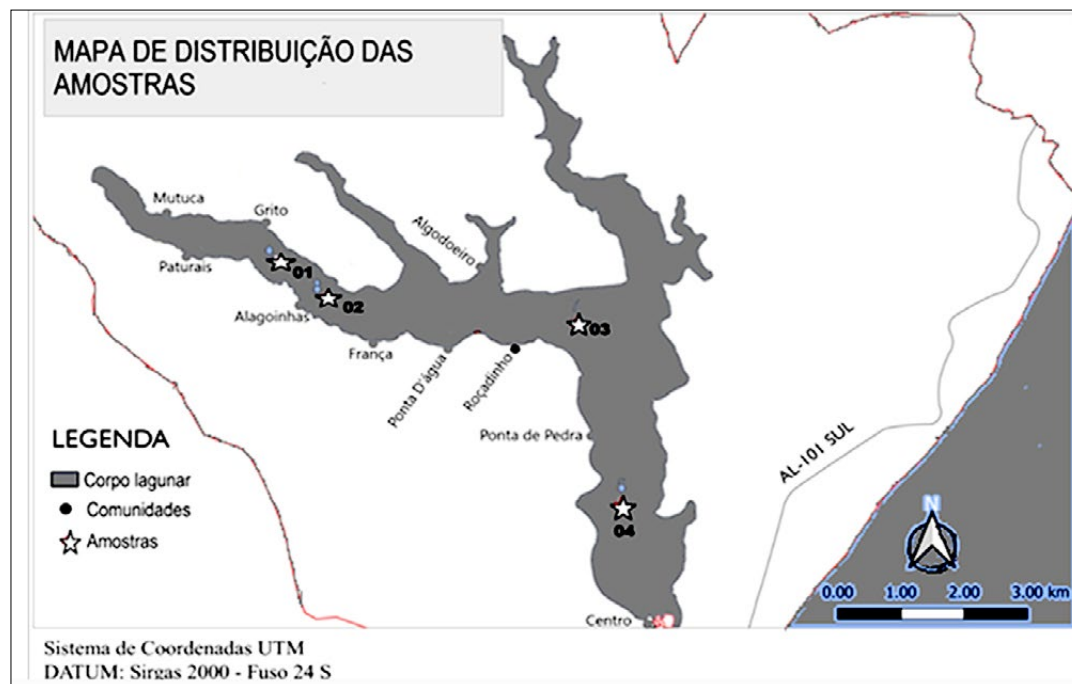 MAPA DE DISTRIBUIÇÃO DAS
AMOSTRAS
Mutuca
Grito
Algodoeiro
Paturais
01
02
Alagoinhas
03
França
Ponta D'água
Roçadinho
Ponta de Pedra
AL-101 SUL
LEGENDA
Corpo lagunar
Comunidades
Amostras
04
N
0.00 1.00 2.00 3.00 km
Centro
Sistema de Coordenadas UTM
DATUM: Sirgas 2000 - Fuso 24 S